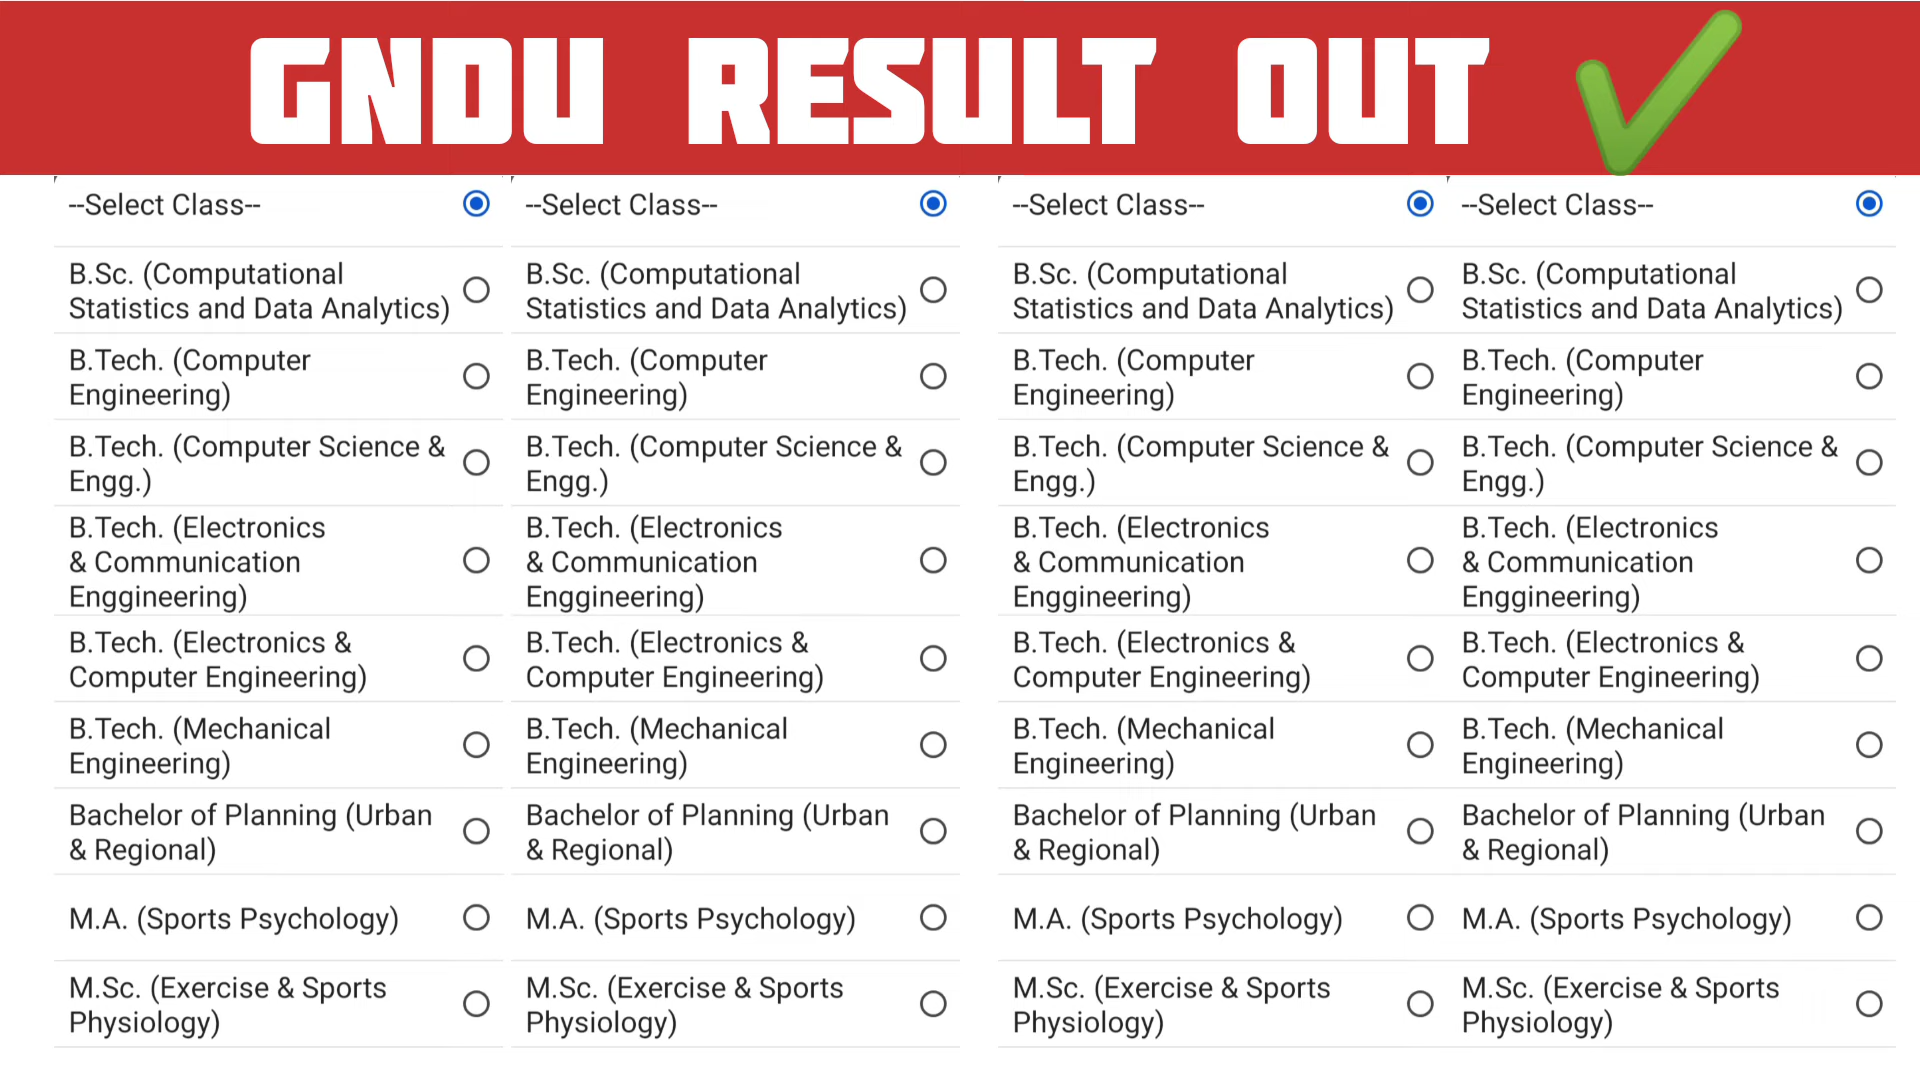 GNDU RESULT OUT
--Select Class--
B.Sc. (Computational
Statistics and Data Analytics)
B.Tech. (Computer
Engineering)
B.Tech. (Computer Science &
Engg.)
B.Tech. (Electronics
& Communication
Enggineering)
B.Tech. (Electronics &
Computer Engineering)
B.Tech. (Mechanical
Engineering)
Bachelor of Planning (Urban
& Regional)
M.A. (Sports Psychology)
M.Sc. (Exercise & Sports
Physiology)
--Select Class--
B.Sc. (Computational
Statistics and Data Analytics)
B.Tech. (Computer
Engineering)
B.Tech. (Computer Science &
Engg.)
B.Tech. (Electronics
& Communication
Enggineering)
B.Tech. (Electronics &
Computer Engineering)
B.Tech. (Mechanical
Engineering)
Bachelor of Planning (Urban
& Regional)
M.A. (Sports Psychology)
M.Sc. (Exercise & Sports
Physiology)
--Select Class--
B.Sc. (Computational
Statistics and Data Analytics)
B.Tech. (Computer
Engineering)
B.Tech. (Computer Science &
Engg.)
B.Tech. (Electronics
& Communication
Enggineering)
B.Tech. (Electronics &
Computer Engineering)
B.Tech. (Mechanical
Engineering)
Bachelor of Planning (Urban
& Regional)
M.A. (Sports Psychology)
M.Sc. (Exercise & Sports
Physiology)
--Select Class--
B.Sc. (Computational
Statistics and Data Analytics)
B.Tech. (Computer
Engineering)
B.Tech. (Computer Science &
Engg.)
B.Tech. (Electronics
& Communication
Enggineering)
B.Tech. (Electronics &
Computer Engineering)
B.Tech. (Mechanical
Engineering)
Bachelor of Planning (Urban
& Regional)
M.A. (Sports Psychology)
M.Sc. (Exercise & Sports
Physiology)